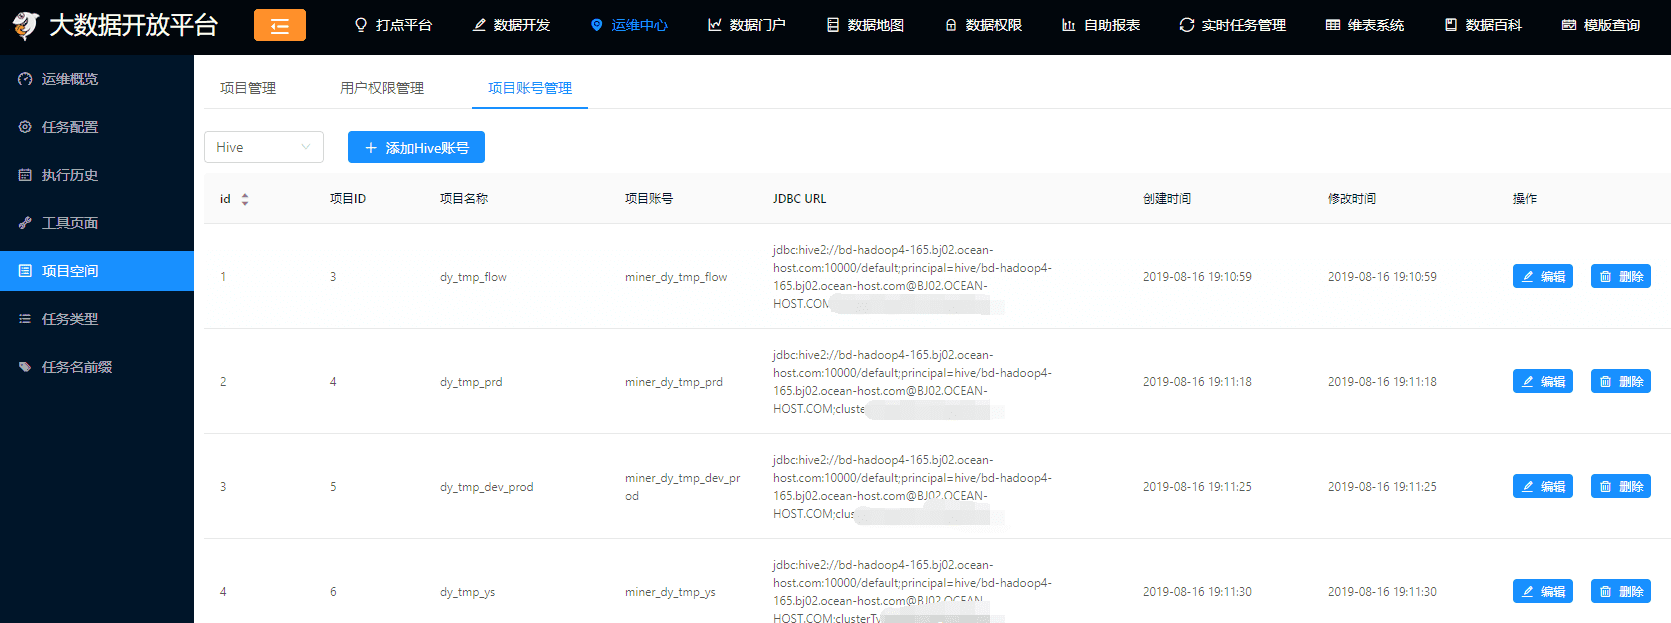 大数据开放平台
打点平台
数据开发
运维中心
数据门户
数据地图
数据权限
自助报表
实时任务管理
维表系统
数据百科
模版查询
运维概览
任务配置
执行历史
工具页面
项目空间
任务类型
任务名前缀
项目管理
用户权限管理
项目账号管理
Hive
添加Hive账号
id
项目ID
项目名称
项目账号
JDBC URL
创建时间
修改时间
操作
1
3
dy_tmp_flow
miner_dy_tmp_flow
jdbc:hive2://bd-hadoop4-165.bj02.ocean-
host.com:10000/default;principal=hive/bd-hadoop4-
165.bj02.ocean-host.com@BJ02.OCEAN-
HOST.COM
2019-08-16 19:10:59
2019-08-16 19:10:59
编辑
删除
2
4
dy_tmp_prd
miner_dy_tmp_prd
jdbc:hive2://bd-hadoop4-165.bj02.ocean-
host.com:10000/default;principal=hive/bd-hadoop4-
165.bj02.ocean-host.com@BJ02.OCEAN-
HOST.COM;cluste
2019-08-16 19:11:18
2019-08-16 19:11:18
编辑
删除
3
5
dy_tmp_dev_prod
miner_dy_tmp_dev_pr
od
jdbc:hive2://bd-hadoop4-165.bj02.ocean-
host.com:10000/default;principal=hive/bd-hadoop4-
165.bj02.ocean-host.com@BJ02.OCEAN-
HOST.COM;clus
2019-08-16 19:11:25
2019-08-16 19:11:25
编辑
删除
4
6
dy_tmp_ys
miner_dy_tmp_ys
jdbc:hive2://bd-hadoop4-165.bj02.ocean-
host.com:10000/default;principal=hive/bd-hadoop4-
165.bj02.ocean-host.com@BJ02.OCEAN-
HOST.COM;clusterTy
2019-08-16 19:11:30
2019-08-16 19:11:30
编辑
删除